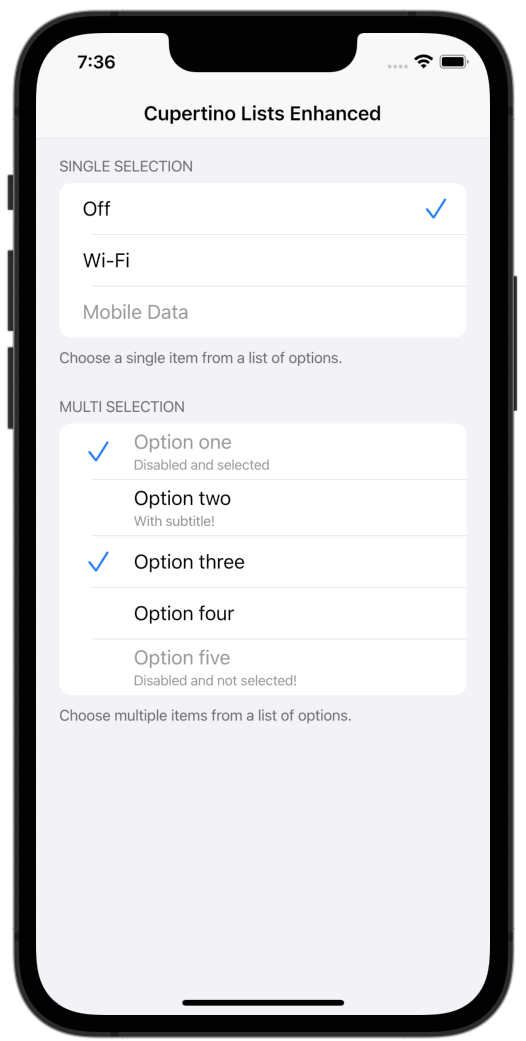 7:36
Cupertino Lists Enhanced
SINGLE SELECTION
Off
Wi-Fi
Mobile Data
Choose a single item from a list of options.
MULTI SELECTION
Option one
Disabled and selected
Option two
With subtitle!
Option three
Option four
Option five
Disabled and not selected!
Choose multiple items from a list of options.